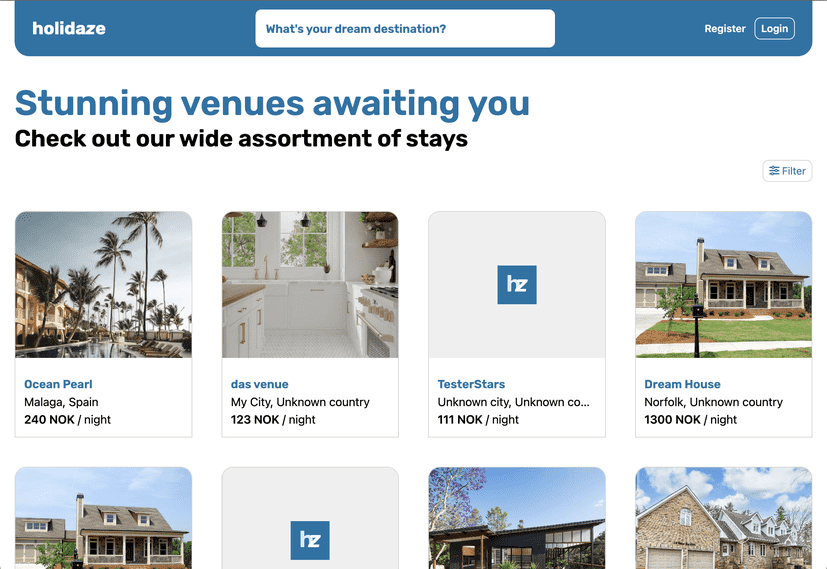 holidaze
What's your dream destination?
Register
Login
Stunning venues awaiting you
Check out our wide assortment of stays
Filter
hz
Ocean Pearl
Malaga, Spain
240 NOK / night
das venue
My City, Unknown country
123 NOK / night
TesterStars
Unknown city, Unknown co...
111 NOK / night
Dream House
Norfolk, Unknown country
1300 NOK / night
hz